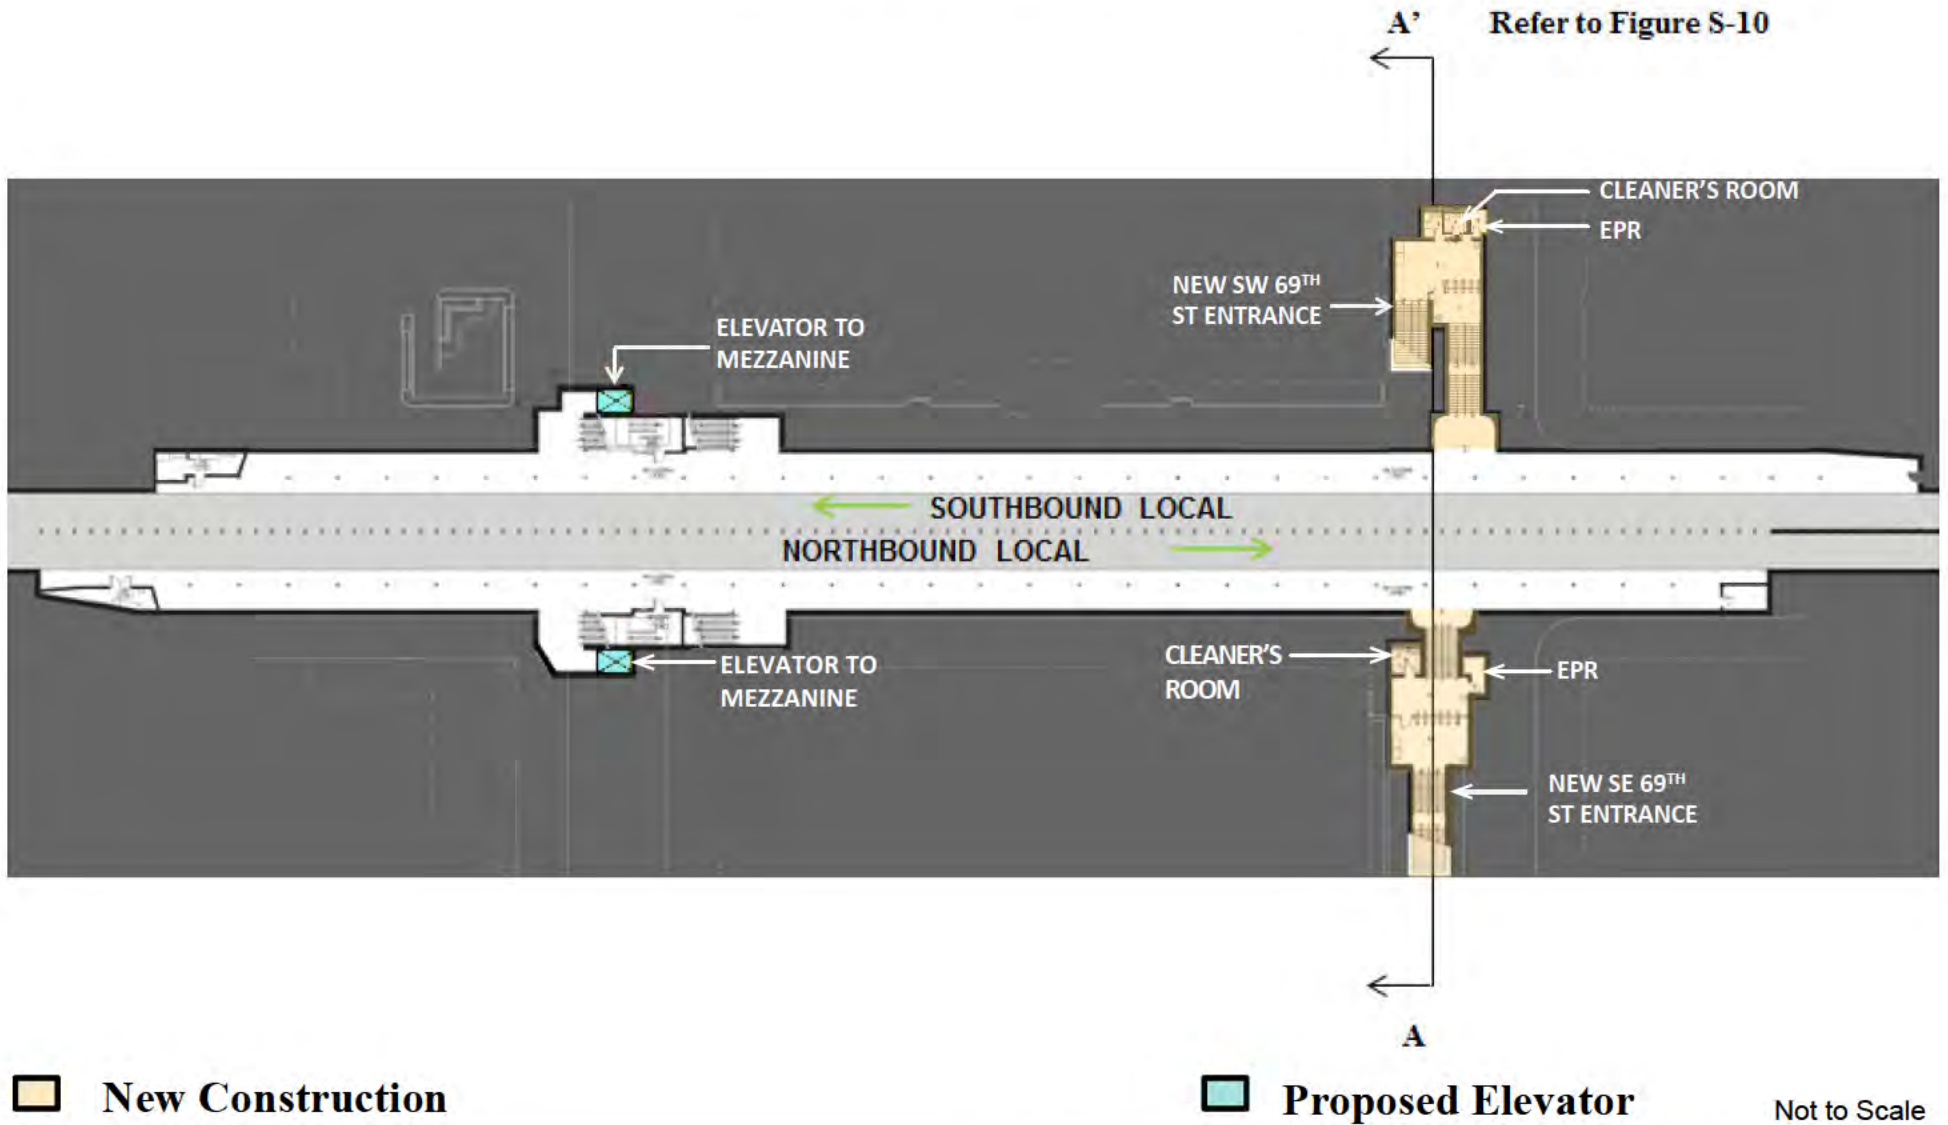 A’ Refer to Figure S-10
CLEANER’S ROOM
EPR
NEW SW 69TH
ST ENTRANCE
ELEVATOR TO
MEZZANINE
SOUTHBOUND LOCAL
NORTHBOUND LOCAL
ELEVATOR TO
MEZZANINE
CLEANER’S
ROOM
EPR
NEW SE 69TH
ST ENTRANCE
A
New Construction
Proposed Elevator
Not to Scale